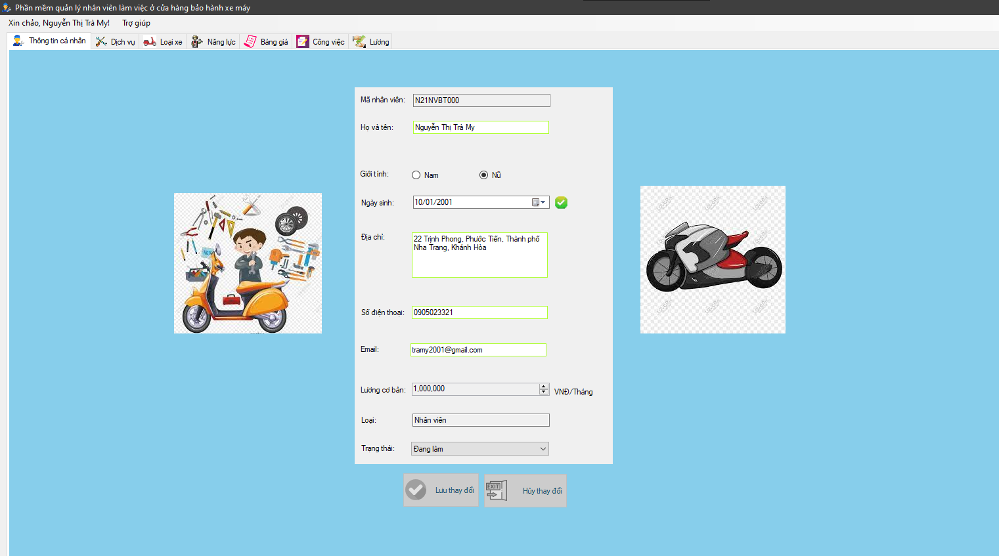 Phần mềm quản lý nhân viên làm việc ở cửa hàng bảo hành xe máy
Xin chào, Nguyễn Thị Trà My! Trợ giúp
Thông tin cá nhân Dịch vụ Loại xe Năng lực Bảng giá Công việc Lương
Mã nhân viên: N21NVBT000
Họ và tên: Nguyễn Thị Trà My
Giới tính: Nam Nữ
Ngày sinh: 10/01/2001
Địa chỉ: 22 Trịnh Phong, Phước Tiến, Thành phố
Nha Trang, Khánh Hòa
Số điện thoại: 0905023321
Email: tramy2001@gmail.com
Lương cơ bản: 1,000,000 VNĐ/Tháng
Loại: Nhân viên
Trạng thái: Đang làm
Lưu thay đổi EXIT Hủy thay đổi